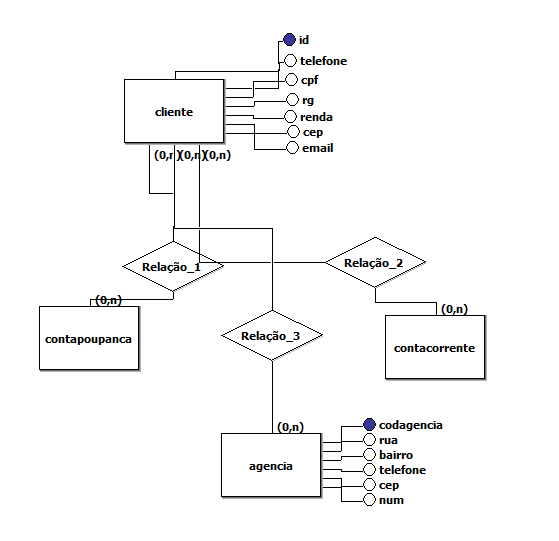 id
telefone
cpf
rg
renda
cep
email
cliente
(0,n)(0,n)(0,n)
Relação_1
Relação_2
(0,n)
(0,n)
contapoupanca
Relação_3
contacorrente
(0,n)
codagencia
rua
bairro
telefone
cep
num
agencia